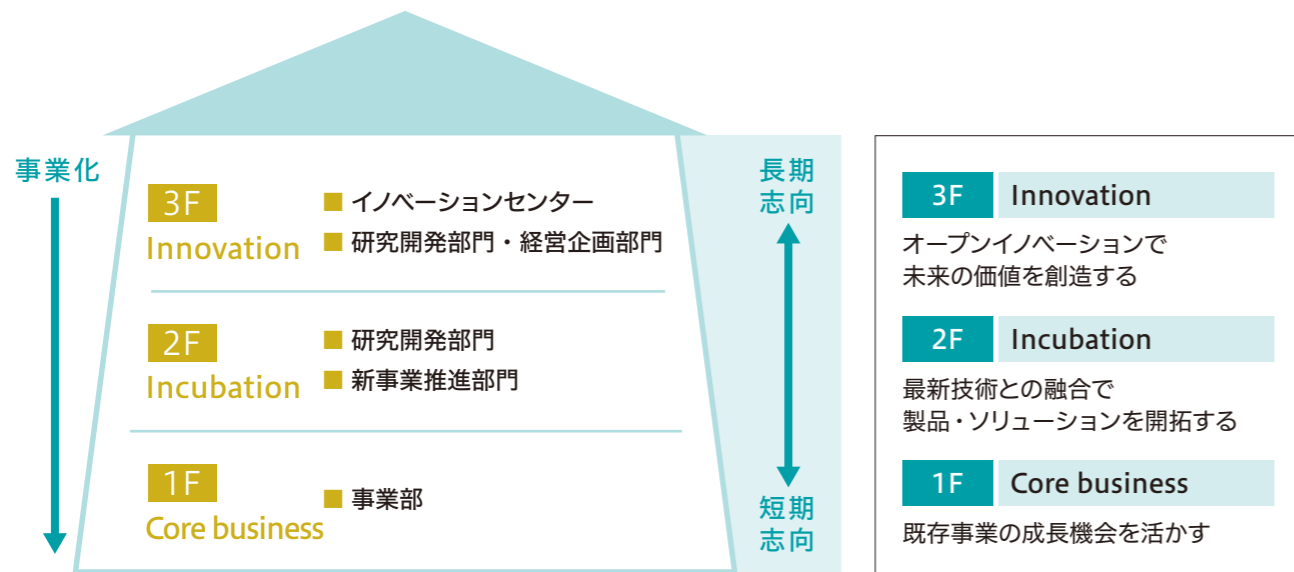 事業化
3F
Innovation
■ イノベーションセンター
■ 研究開発部門・経営企画部門
2F
Incubation
■ 研究開発部門
■ 新事業推進部門
1F
Core business
■ 事業部
長期
志向
短期
志向
3F Innovation
オープンイノベーションで
未来の価値を創造する
2F Incubation
最新技術との融合で
製品・ソリューションを開拓する
1F Core business
既存事業の成長機会を活かす